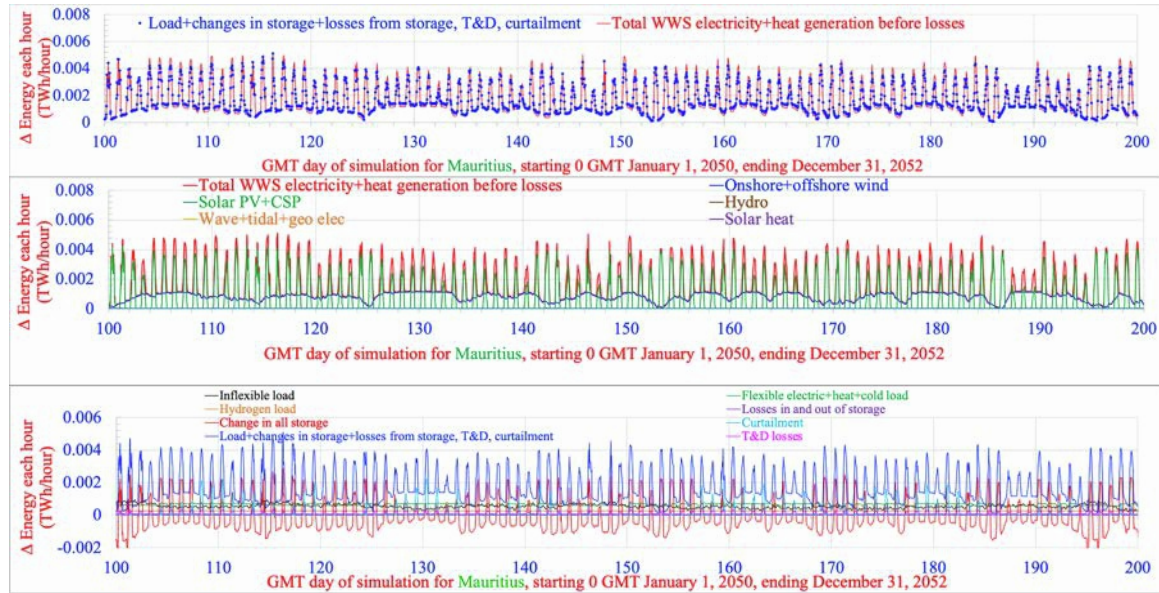 Load+changes in storage+losses from storage, T&D, curtailment Total WWS electricity+heat generation before losses
Δ Energy each hour
(TWh/hour)
0.008
0.006
0.004
0.002
0
100 110 120 130 140 150 160 170 180 190 200
GMT day of simulation for Mauritius, starting 0 GMT January 1, 2050, ending December 31, 2052
Total WWS electricity+heat generation before losses Onshore+offshore wind
Solar PV+CSP Hydro
Wave+tidal+geo elec Solar heat
Δ Energy each hour
(TWh/hour)
0.008
0.006
0.004
0.002
0
100 110 120 130 140 150 160 170 180 190 200
GMT day of simulation for Mauritius, starting 0 GMT January 1, 2050, ending December 31, 2052
Inflexible load Flexible electric+heat+cold load
Hydrogen load Losses in and out of storage
Change in all storage Curtailment
Load+changes in storage+losses from storage, T&D, curtailment T&D losses
Δ Energy each hour
(TWh/hour)
0.006
0.004
0.002
0
-0.002
100 110 120 130 140 150 160 170 180 190 200
GMT day of simulation for Mauritius, starting 0 GMT January 1, 2050, ending December 31, 2052